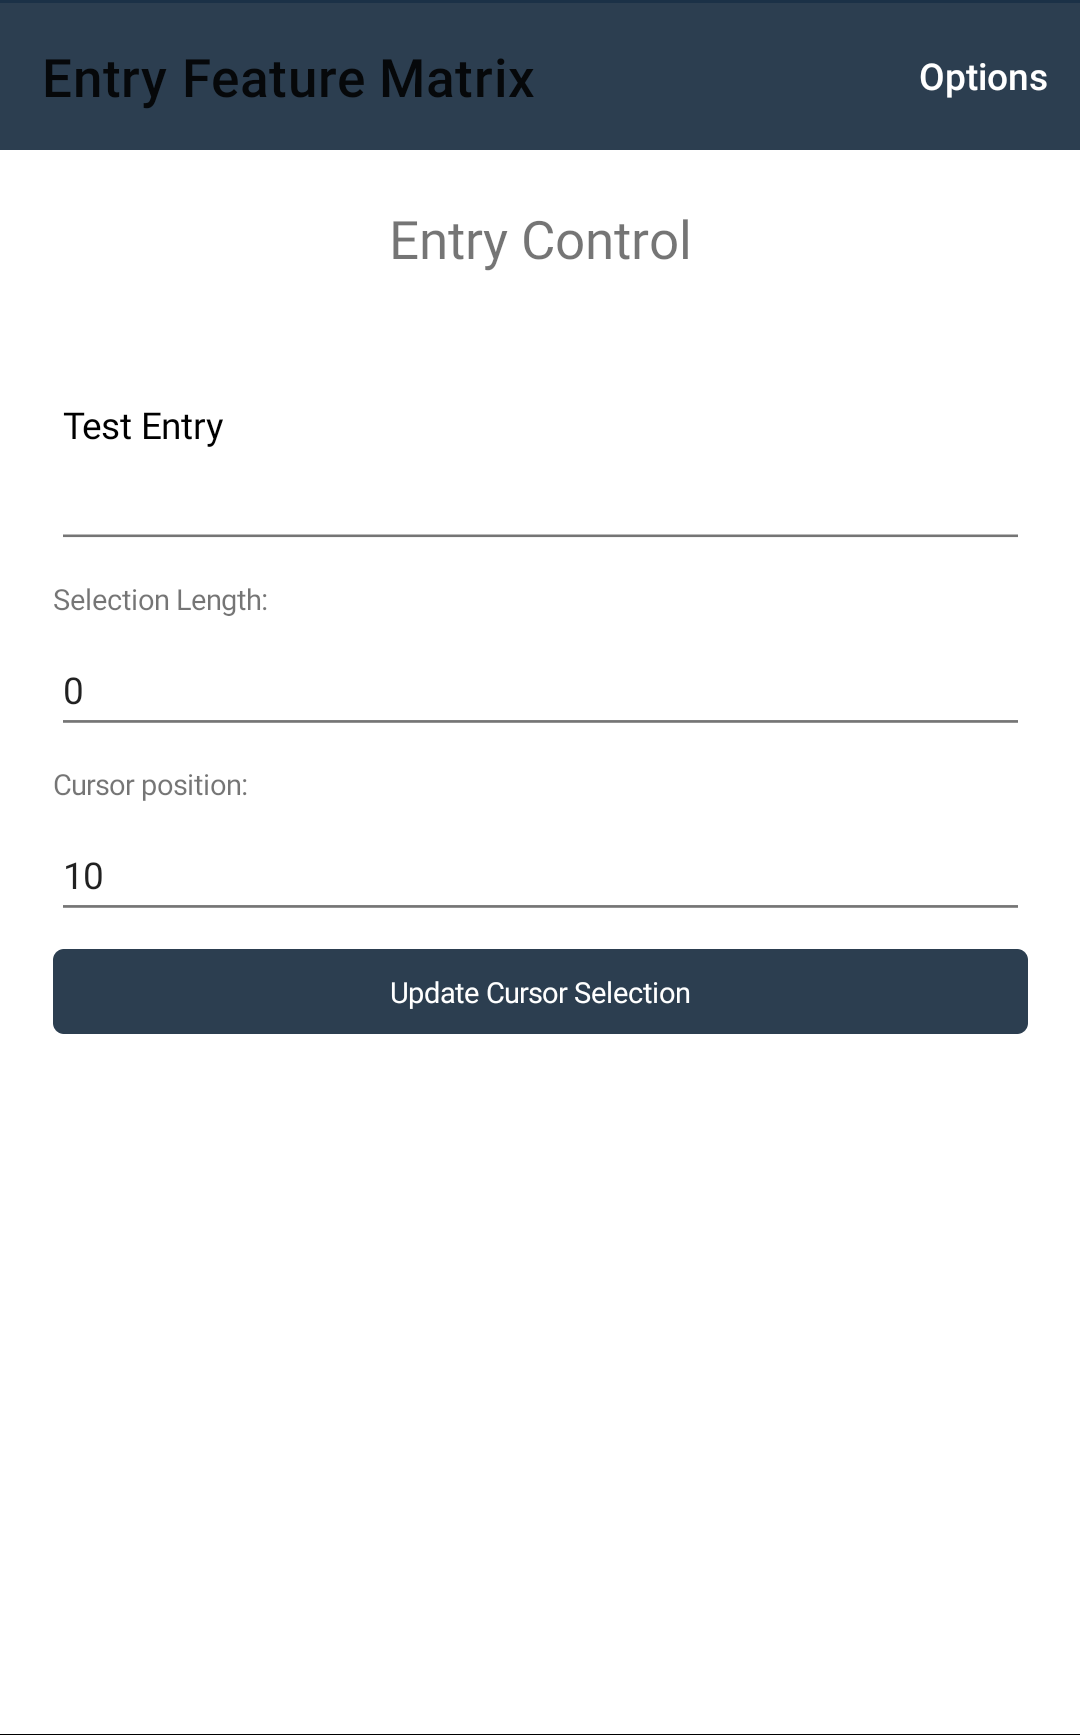 Entry Feature Matrix
Options
Entry Control
Test Entry
Selection Length:
0
Cursor position:
10
Update Cursor Selection